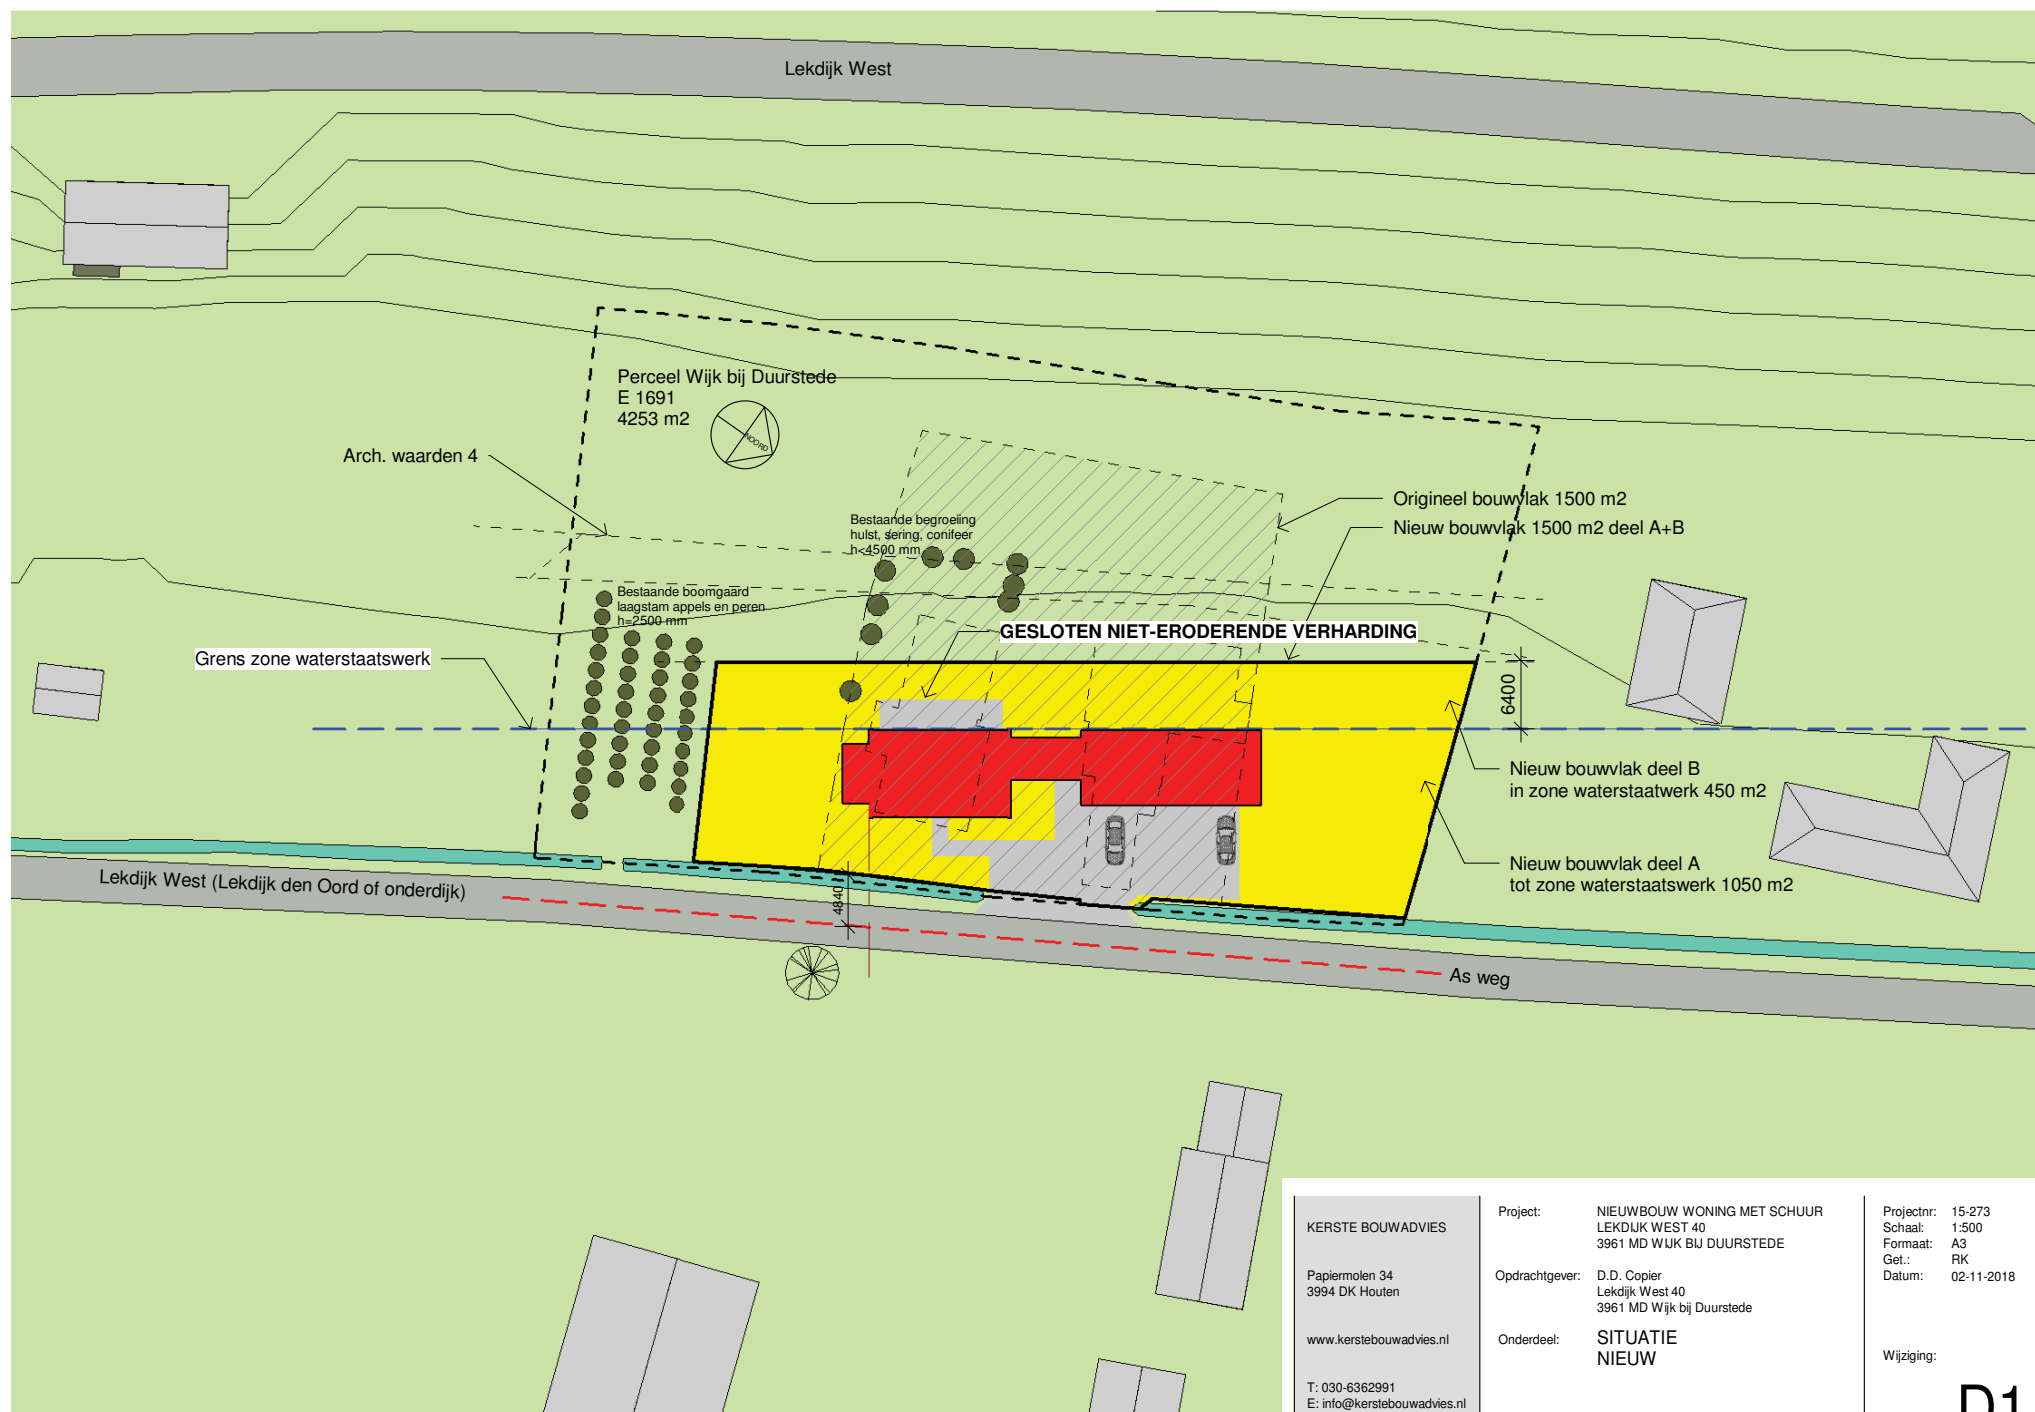 Lekdijk West
Perceel Wijk bij Duurstede
E 1691
4253 m2
NOORD
Arch. waarden 4
Origineel bouwvlak 1500 m2
Nieuw bouwvlak 1500 m2 deel A+B
Bestaande begroeiing
hulst, sering, conifeer
h<4500 mm
Bestaande boomgaard
laagstam appels en peren
h=2500 mm
GESLOTEN NIET-ERODERENDE VERHARDING
Grens zone waterstaatswerk
6400
Nieuw bouwvlak deel B
in zone waterstaatwerk 450 m2
Nieuw bouwvlak deel A
tot zone waterstaatswerk 1050 m2
Lekdijk West (Lekdijk den Oord of onderdijk)
4840
As weg
KERSTE BOUWADVIES
Papiermolen 34
3994 DK Houten
www.kerstebouwadvies.nl
T: 030-6362991
E: info@kerstebouwadvies.nl
Project: NIEUWBOUW WONING MET SCHUUR
LEKDIJK WEST 40
3961 MD WIJK BIJ DUURSTEDE
Opdrachtgever: D.D. Copier
Lekdijk West 40
3961 MD Wijk bij Duurstede
Onderdeel: SITUATIE
NIEUW
Projectnr: 15-273
Schaal: 1:500
Formaat: A3
Get.: RK
Datum: 02-11-2018
Wijziging:
D1